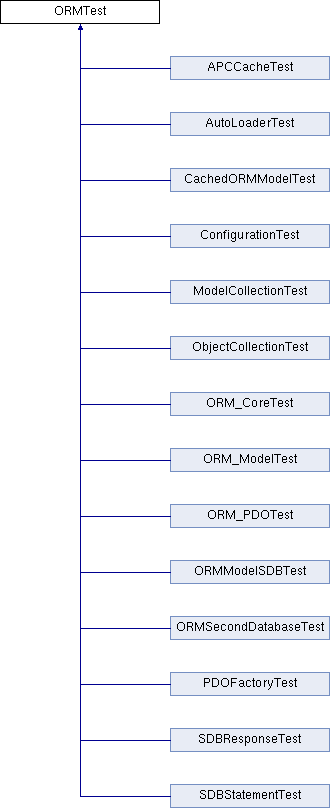 ORMTest
APCCacheTest
AutoLoaderTest
CachedORMModelTest
ConfigurationTest
ModelCollectionTest
ObjectCollectionTest
ORM_CoreTest
ORM_ModelTest
ORM_PDOTest
ORMModelSDBTest
ORMSecondDatabaseTest
PDOFactoryTest
SDBResponseTest
SDBStatementTest